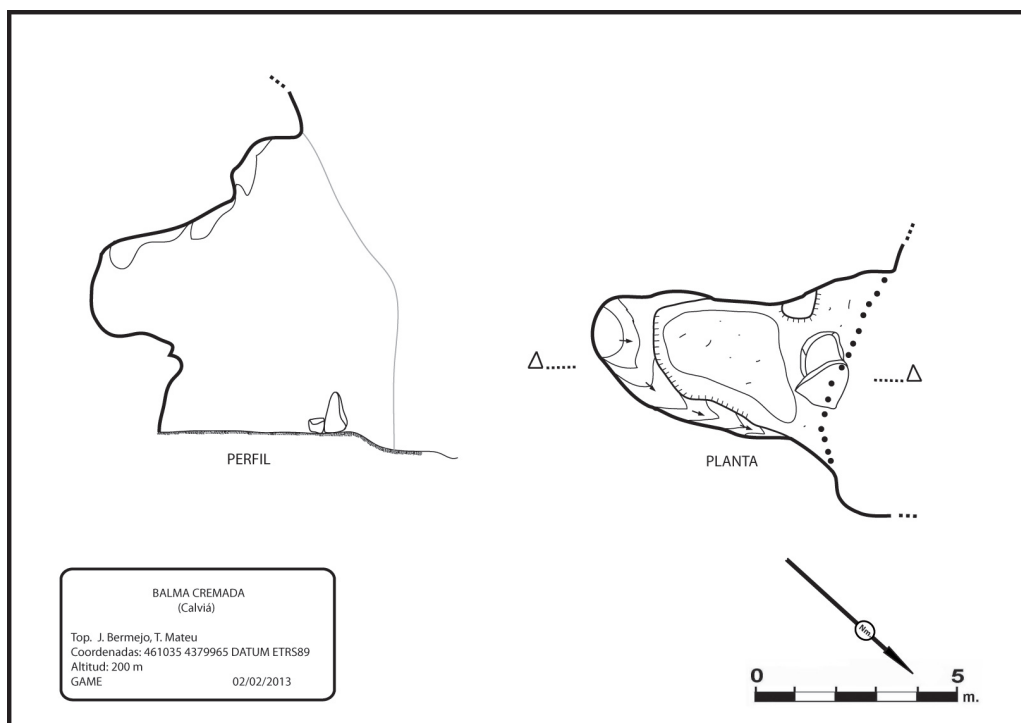 PERFIL
Δ...... ......Δ
PLANTA
BALMA CREMADA
(Calviá)
Top. J. Bermejo, T. Mateu
Coordenadas: 461035 4379965 DATUM ETRS89
Altitud: 200 m
GAME 02/02/2013
Nm.
0 5
m.